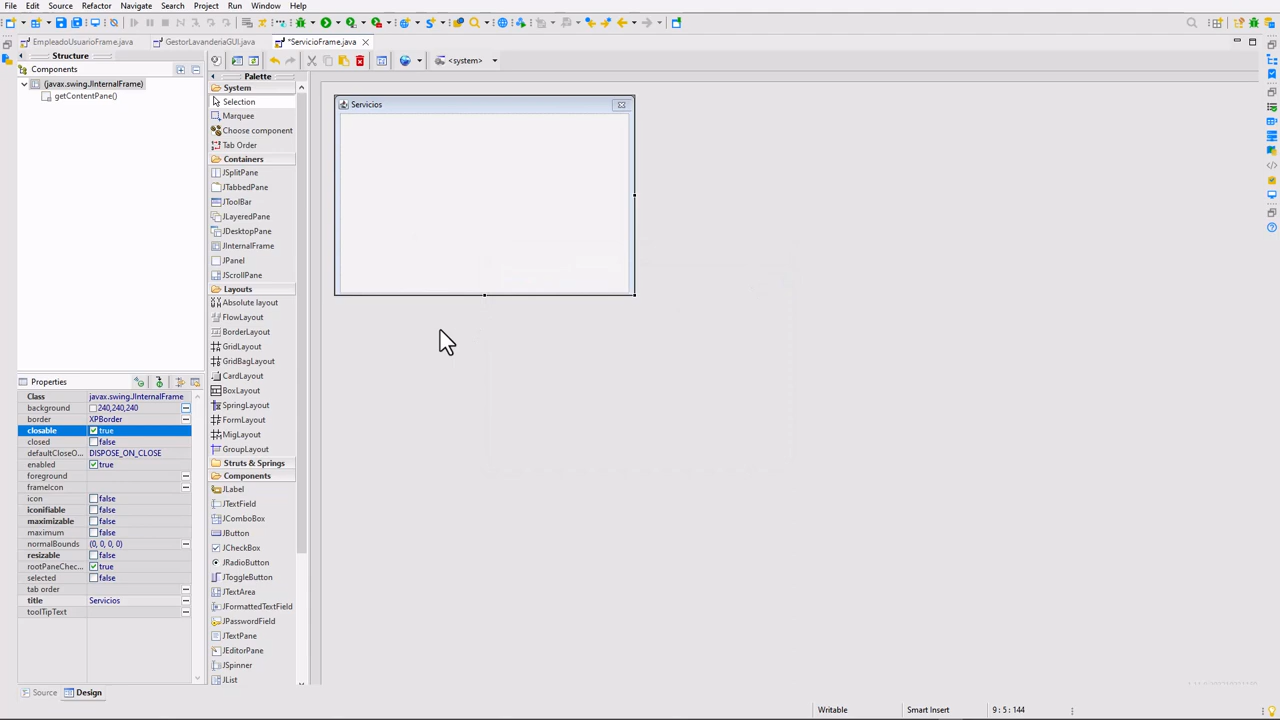 File Edit Source Refactor Navigate Search Project Run Window Help
EmpleadoUsuarioFrame.java GestorLavanderiaGUI.java *ServicioFrame.java
Structure
Components
(javax.swing.JInternalFrame)
getContentPane()
<system>
Palette
System
Selection
Marquee
Choose component
Tab Order
Containers
JSplitPane
JTabbedPane
JToolBar
JLayeredPane
JDesktopPane
JInternalFrame
JPanel
JScrollPane
Layouts
Absolute layout
FlowLayout
BorderLayout
GridLayout
GridBagLayout
CardLayout
BoxLayout
SpringLayout
FormLayout
MigLayout
GroupLayout
Struts & Springs
Components
JLabel
JTextField
JComboBox
JButton
JCheckBox
JRadioButton
JToggleButton
JTextArea
JFormattedTextField
JPasswordField
JTextPane
JEditorPane
JSpinner
JList
Servicios
Properties
Class javax.swing.JInternalFrame
background 240,240,240
border XPBorder
closable true
closed false
defaultCloseO... DISPOSE_ON_CLOSE
enabled true
foreground
frameIcon
icon false
iconifiable false
maximizable false
maximum false
normalBounds (0, 0, 0, 0)
resizable false
rootPaneChec... true
selected false
tab order
title Servicios
toolTipText
Source Design
Writable Smart Insert 9 : 5 : 144